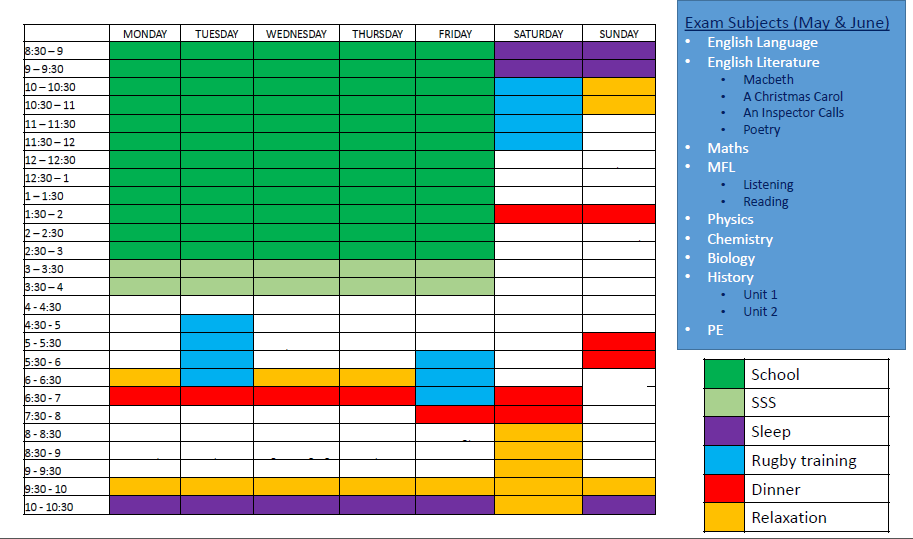 MONDAY TUESDAY WEDNESDAY THURSDAY FRIDAY SATURDAY SUNDAY
8:30 – 9
9 – 9:30
10 – 10:30
10:30 – 11
11 – 11:30
11:30 – 12
12 – 12:30
12:30 – 1
1 – 1:30
1:30 – 2
2 – 2:30
2:30 – 3
3 – 3:30
3:30 – 4
4 - 4:30
4:30 - 5
5 - 5:30
5:30 - 6
6 - 6:30
6:30 - 7
7:30 - 8
8 - 8:30
8:30 - 9
9 - 9:30
9:30 - 10
10 - 10:30
Exam Subjects (May & June)
• English Language
• English Literature
• Macbeth
• A Christmas Carol
• An Inspector Calls
• Poetry
• Maths
• MFL
• Listening
• Reading
• Physics
• Chemistry
• Biology
• History
• Unit 1
• Unit 2
• PE
School
SSS
Sleep
Rugby training
Dinner
Relaxation